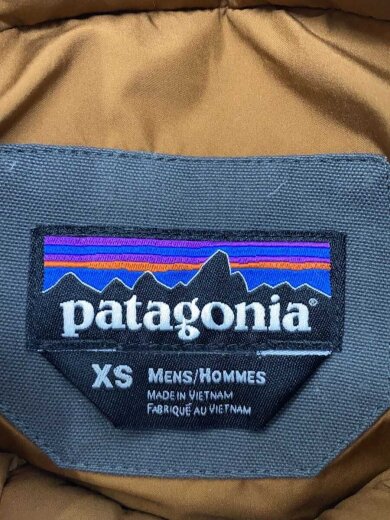 patagonia®
XS MENS/HOMMES
MADE IN VIETNAM
FABRIQUÉ AU VIETNAM